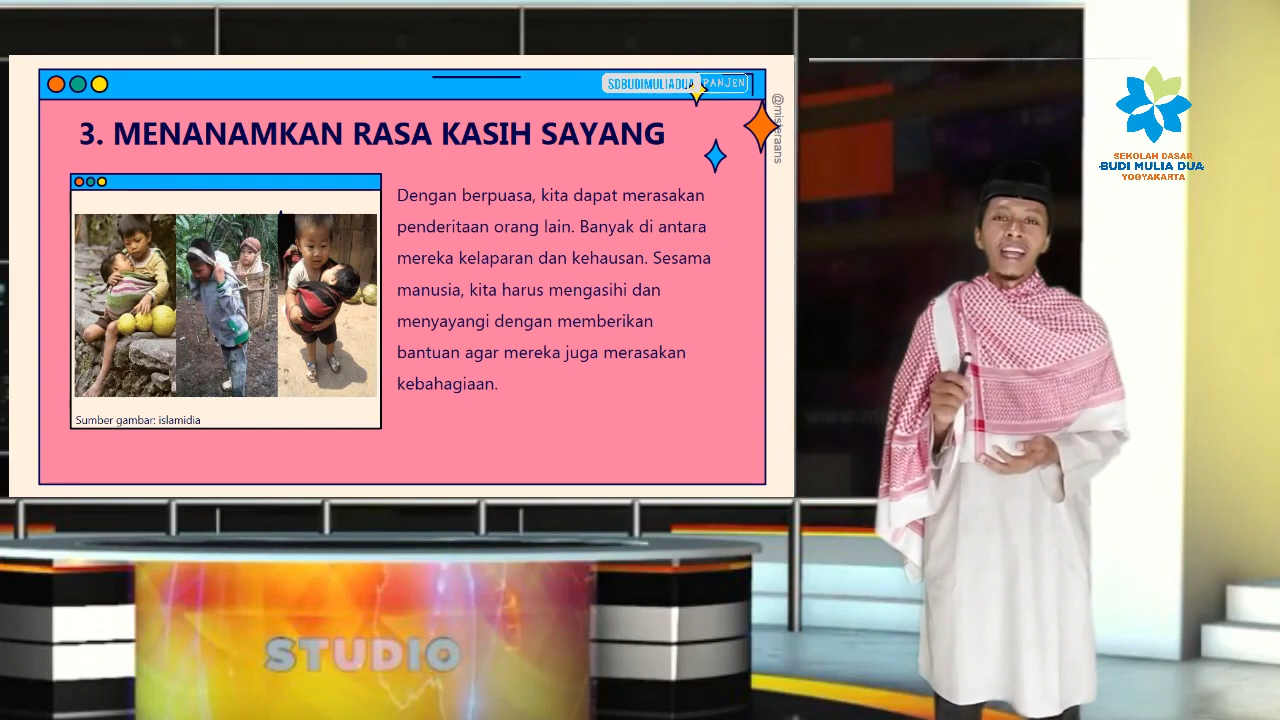 SDBUDIMULIADUA PANJEN
@misteraans
3. MENANAMKAN RASA KASIH SAYANG
Dengan berpuasa, kita dapat merasakan
penderitaan orang lain. Banyak di antara
mereka kelaparan dan kehausan. Sesama
manusia, kita harus mengasihi dan
menyayangi dengan memberikan
bantuan agar mereka juga merasakan
kebahagiaan.
Sumber gambar: islamidia
SEKOLAH DASAR
BUDI MULIA DUA
YOGYAKARTA
STUDIO